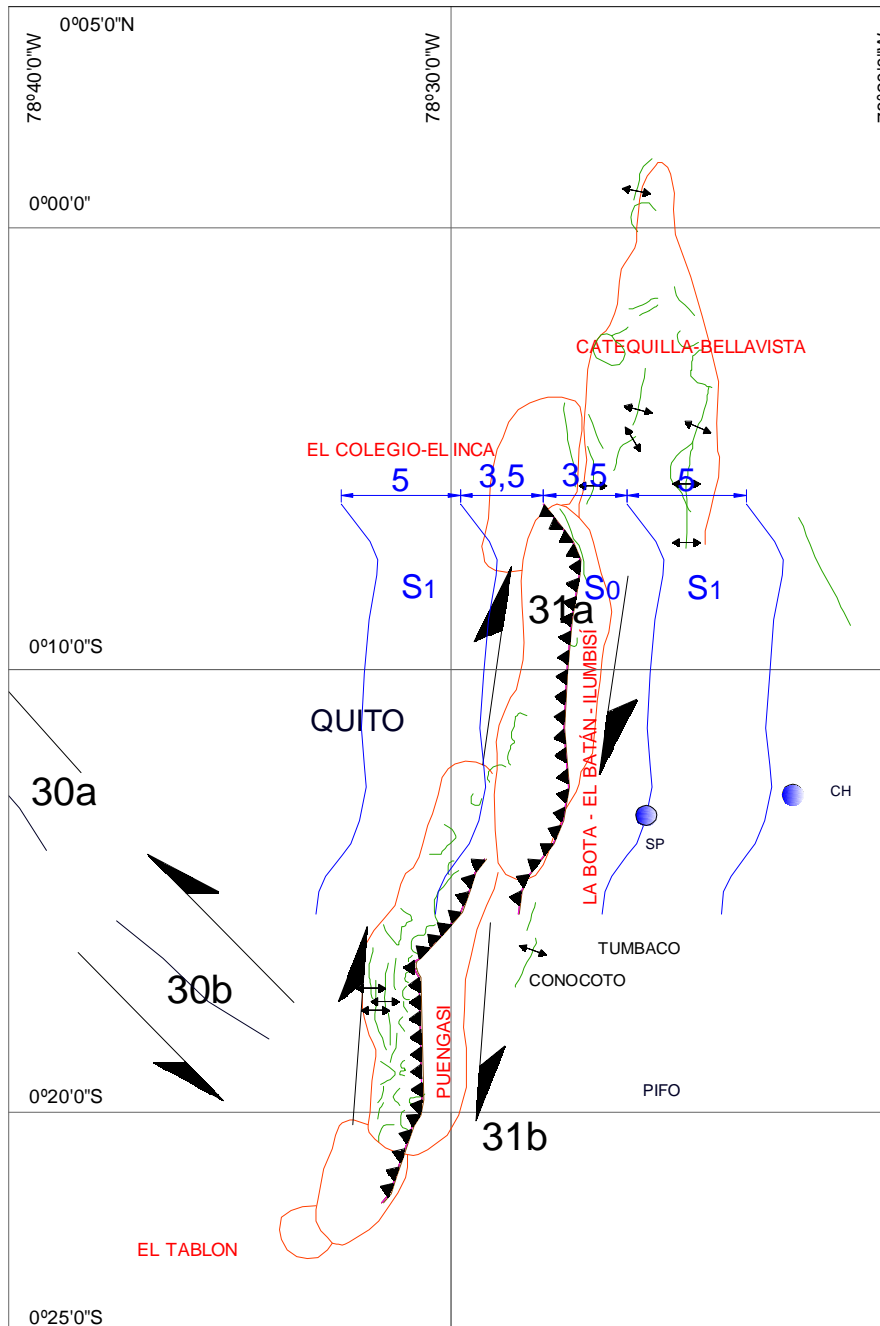 0º05'0"N
78º40'0"W
78º30'0"W
0º00'0"
CATEQUILLA-BELLAVISTA
EL COLEGIO-EL INCA
5
3,5
3,5
6
S1
S0
S1
31a
0º10'0"S
QUITO
LA BOTA - EL BATÁN - ILUMBISÍ
30a
CH
SP
TUMBACO
30b
CONOCOTO
PUENGASI
PIFO
0º20'0"S
31b
EL TABLON
0º25'0"S